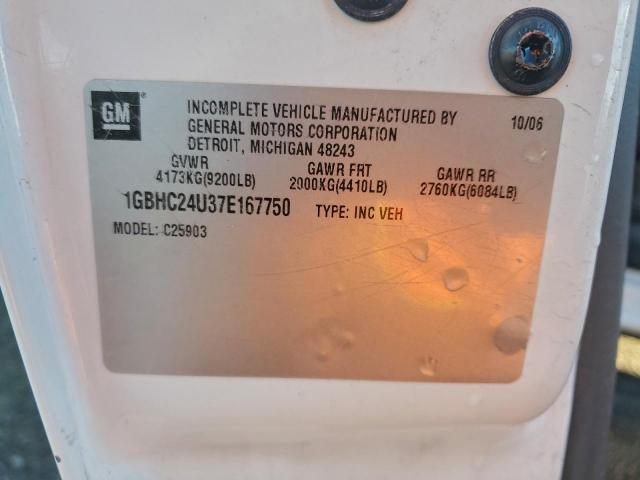 GM
INCOMPLETE VEHICLE MANUFACTURED BY 10/06
GENERAL MOTORS CORPORATION
DETROIT, MICHIGAN 48243
GVWR GAWR FRT GAWR RR
4173KG(9200LB) 2000KG(4410LB) 2760KG(6084LB)
1GBHC24U37E167750 TYPE: INC VEH
MODEL: C25903